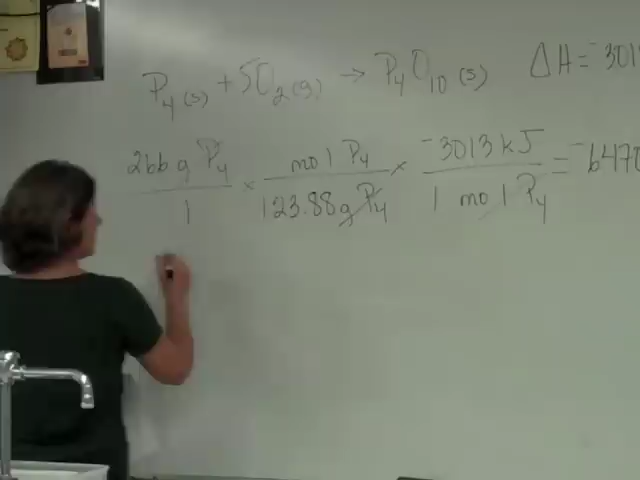 P₄(s) + 5O₂(g) → P₄O₁₀(s) ΔH = -301
266 g P₄ / 1 × mol P₄ / 123.88 g P₄ × -3013 kJ / 1 mol P₄ = -6470